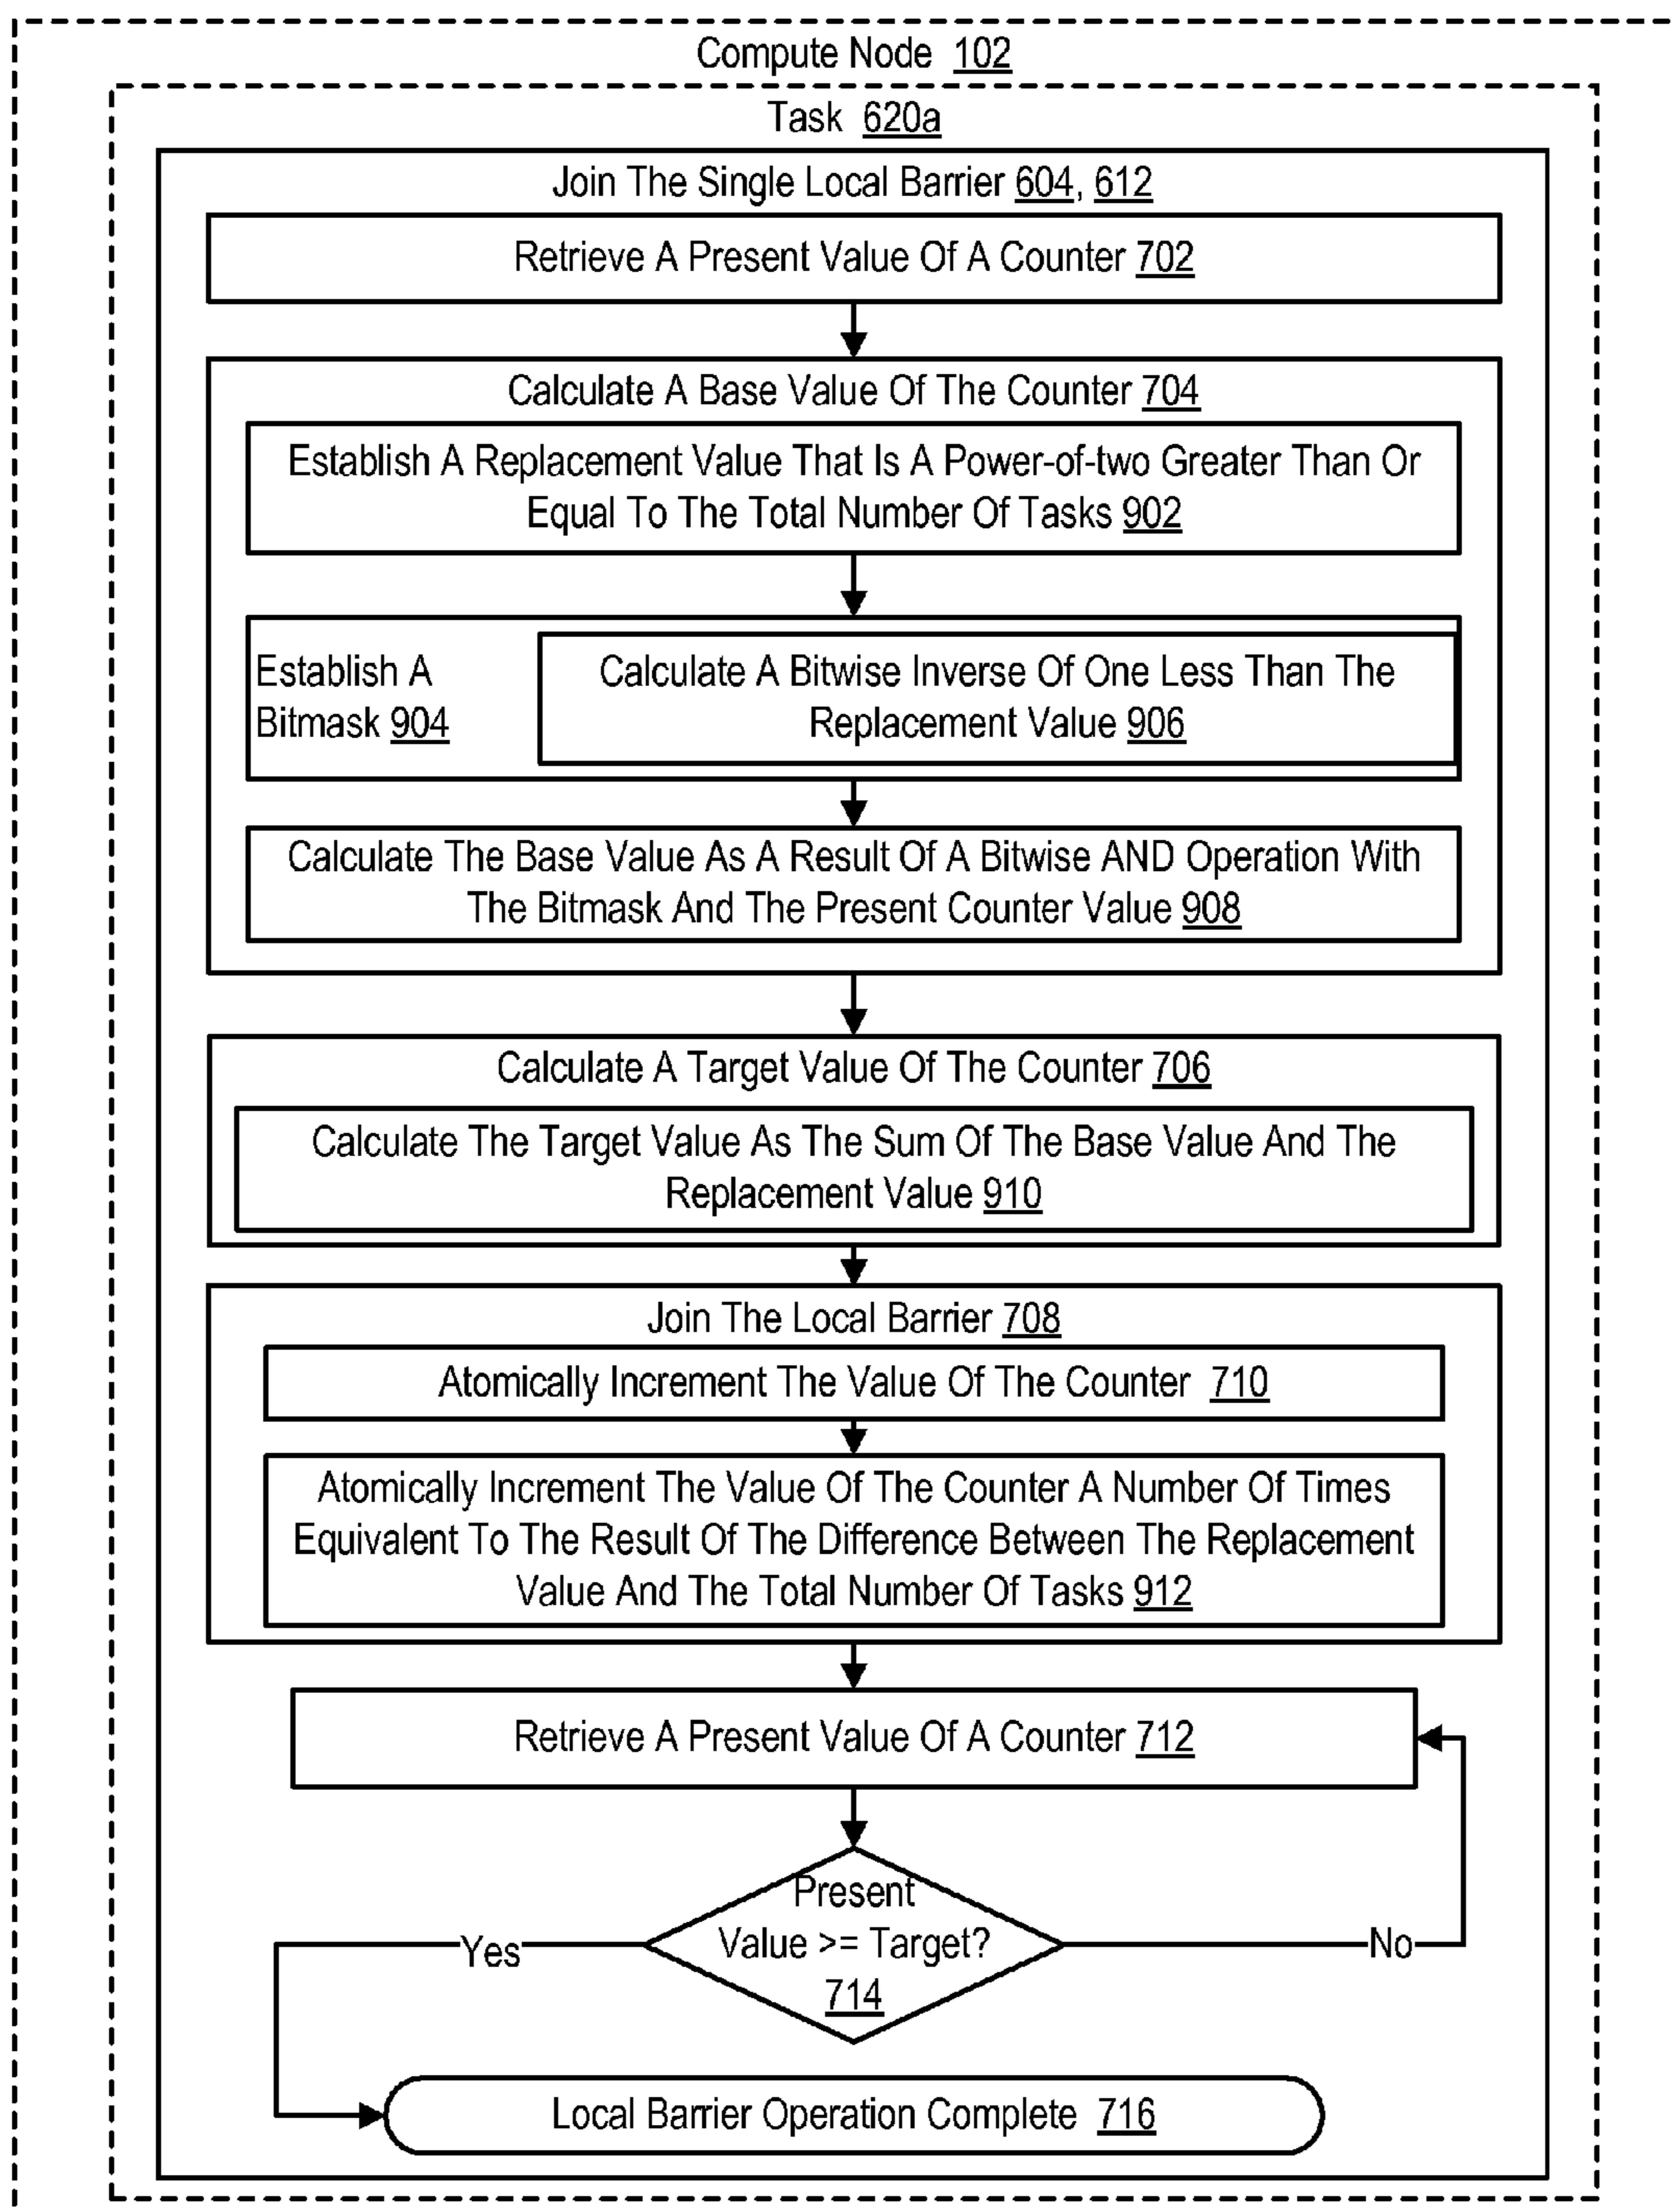 Compute Node 102
Task 620a
Join The Single Local Barrier 604, 612
Retrieve A Present Value Of A Counter 702
Calculate A Base Value Of The Counter 704
Establish A Replacement Value That Is A Power-of-two Greater Than Or
Equal To The Total Number Of Tasks 902
Establish A
Bitmask 904
Calculate A Bitwise Inverse Of One Less Than The
Replacement Value 906
Calculate The Base Value As A Result Of A Bitwise AND Operation With
The Bitmask And The Present Counter Value 908
Calculate A Target Value Of The Counter 706
Calculate The Target Value As The Sum Of The Base Value And The
Replacement Value 910
Join The Local Barrier 708
Atomically Increment The Value Of The Counter 710
Atomically Increment The Value Of The Counter A Number Of Times
Equivalent To The Result Of The Difference Between The Replacement
Value And The Total Number Of Tasks 912
Retrieve A Present Value Of A Counter 712
Present
Value >= Target?
714
Yes
No
Local Barrier Operation Complete 716